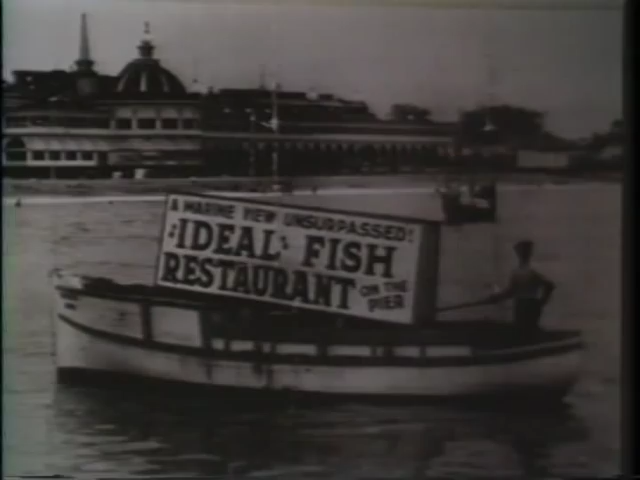 A MARINE VIEW UNSURPASSED!
IDEAL FISH
RESTAURANT ON THE PIER